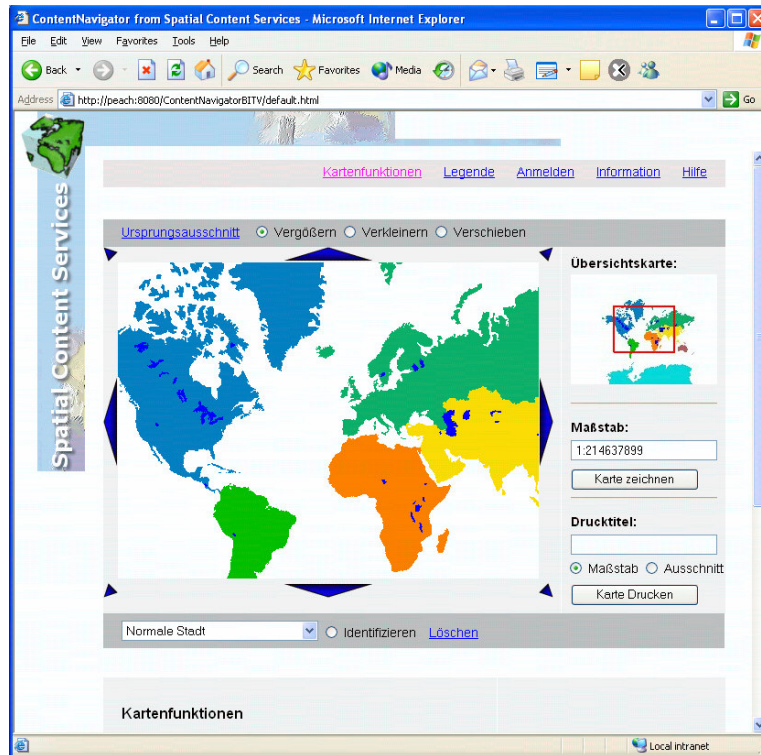 ContentNavigator from Spatial Content Services - Microsoft Internet Explorer
File Edit View Favorites Tools Help
Back Search Favorites Media
Address http://peach:8080/ContentNavigatorBITV/default.html Go
Spatial Content Services
Kartenfunktionen Legende Anmelden Information Hilfe
Ursprungsausschnitt Vergößern Verkleinern Verschieben
Übersichtskarte:
Maßstab:
1:214637899
Karte zeichnen
Drucktitel:
Maßstab Ausschnitt
Karte Drucken
Normale Stadt Identifizieren Löschen
Kartenfunktionen
Local intranet